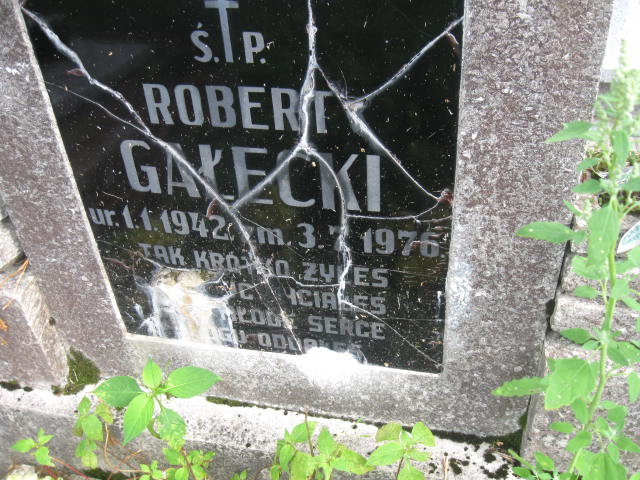 Ś.P.
ROBERT
GAŁECKI
ur. 1.1.1942 zm. 3.7.1976
TAK KRÓTKO ŻYŁEŚ
SERCE